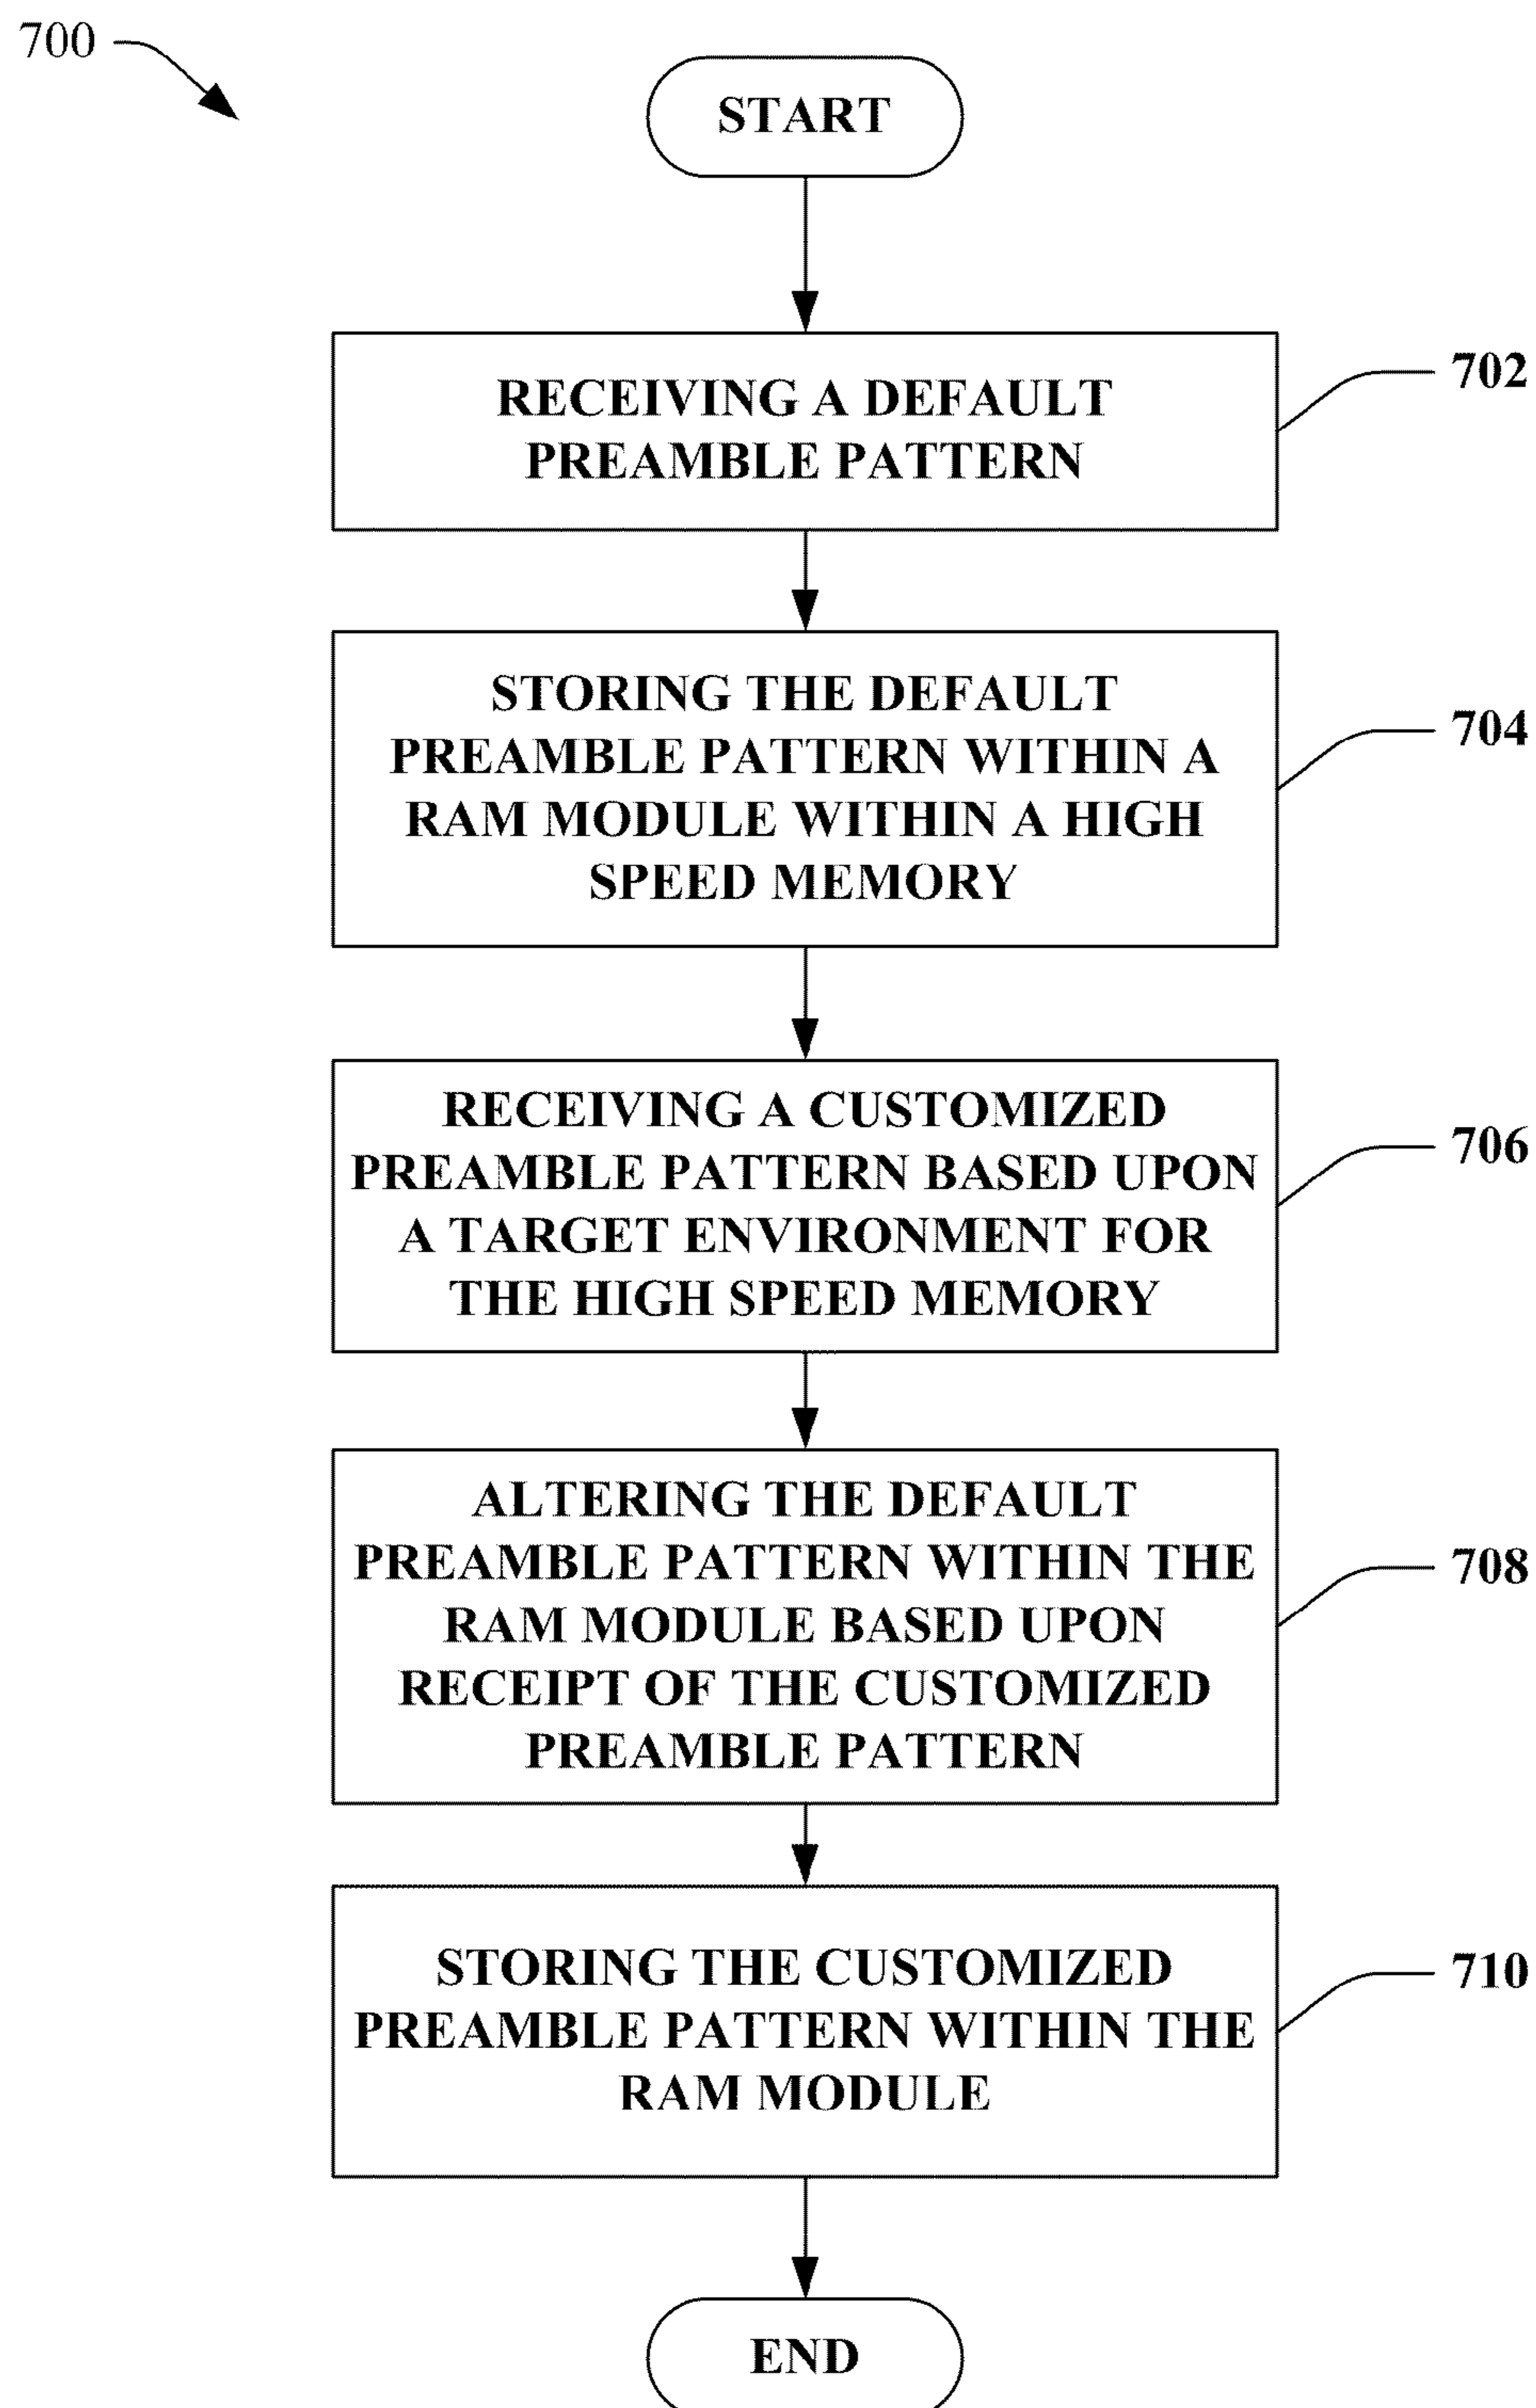 700
START
RECEIVING A DEFAULT
PREAMBLE PATTERN
702
STORING THE DEFAULT
PREAMBLE PATTERN WITHIN A
RAM MODULE WITHIN A HIGH
SPEED MEMORY
704
RECEIVING A CUSTOMIZED
PREAMBLE PATTERN BASED UPON
A TARGET ENVIRONMENT FOR
THE HIGH SPEED MEMORY
706
ALTERING THE DEFAULT
PREAMBLE PATTERN WITHIN THE
RAM MODULE BASED UPON
RECEIPT OF THE CUSTOMIZED
PREAMBLE PATTERN
708
STORING THE CUSTOMIZED
PREAMBLE PATTERN WITHIN THE
RAM MODULE
710
END